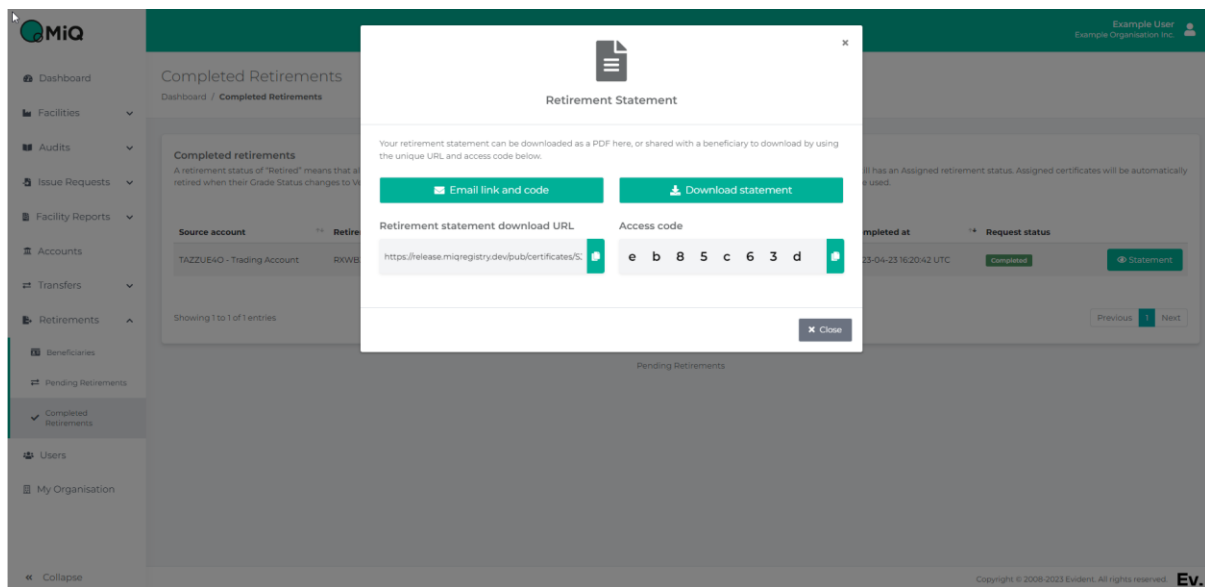 MiQ
Example User
Example Organisation Inc.
Dashboard
Facilities
Audits
Issue Requests
Facility Reports
Accounts
Transfers
Retirements
Beneficiaries
Pending Retirements
Completed
Retirements
Users
My Organisation
Collapse
Completed Retirements
Dashboard / Completed Retirements
Completed retirements
A retirement status of "Retired" means that al
ill has an Assigned retirement status. Assigned certificates will be automatically
retired when their Grade Status changes to Ve
e used.
Source account Retire
mpleted at Request status
TAZZUE4O - Trading Account RXWB
23-04-23 16:20:42 UTC Completed Statement
Showing 1 to 1 of 1 entries
Previous 1 Next
Retirement Statement
Your retirement statement can be downloaded as a PDF here, or shared with a beneficiary to download by using
the unique URL and access code below.
Email link and code Download statement
Retirement statement download URL Access code
https://release.miqregistry.dev/pub/certificates/S. e b 8 5 c 6 3 d
× Close
Pending Retirements
Copyright © 2008-2023 Evident. All rights reserved. Ev.